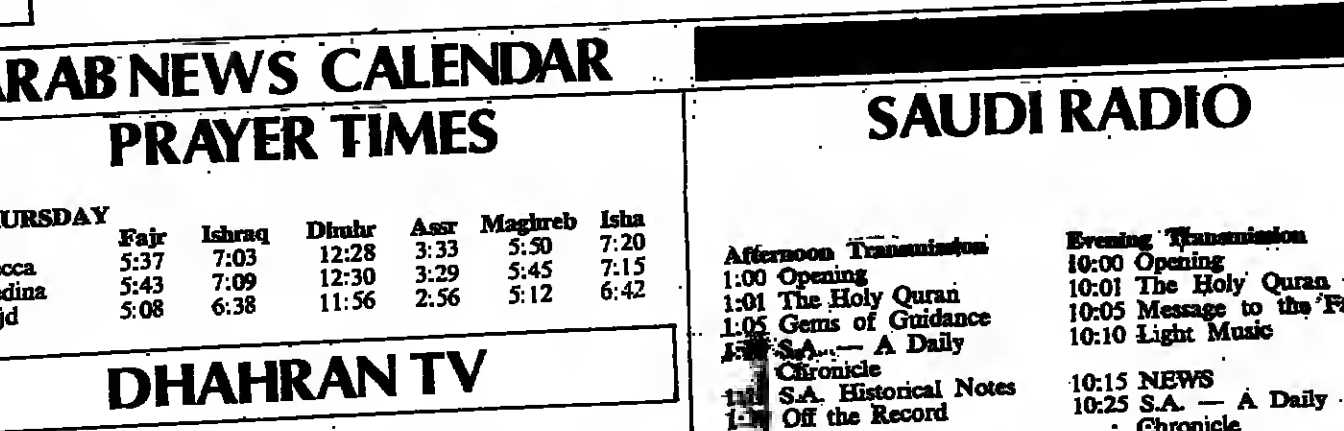 ARAB NEWS CALENDAR
PRAYER TIMES
URSDAY
Fajr Ishraq Dhuhr Assr Maghreb Isha
cca 5:37 7:03 12:28 3:33 5:50 7:20
dina 5:43 7:09 12:30 3:29 5:45 7:15
jd 5:08 6:38 11:56 2:56 5:12 6:42
DHAHRAN TV
SAUDI RADIO
Afternoon Transmission
1:00 Opening
1:01 The Holy Quran
1:05 Gems of Guidance
S.A. — A Daily
Chronicle
S.A. Historical Notes
Off the Record
Evening Transmission
10:00 Opening
10:01 The Holy Quran
10:05 Message to the Fa
10:10 Light Music
10:15 NEWS
10:25 S.A. — A Daily
Chronicle